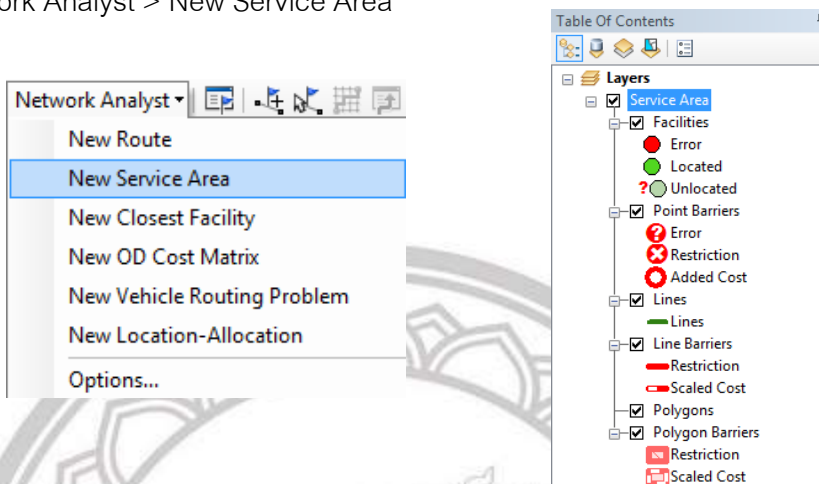 Analyst > New Service Area
Network Analyst
New Route
New Service Area
New Closest Facility
New OD Cost Matrix
New Vehicle Routing Problem
New Location-Allocation
Options...
Table Of Contents
Layers
Service Area
Facilities
Error
Located
? Unlocated
Point Barriers
? Error
Restriction
Added Cost
Lines
Lines
Line Barriers
Restriction
Scaled Cost
Polygons
Polygon Barriers
Restriction
Scaled Cost